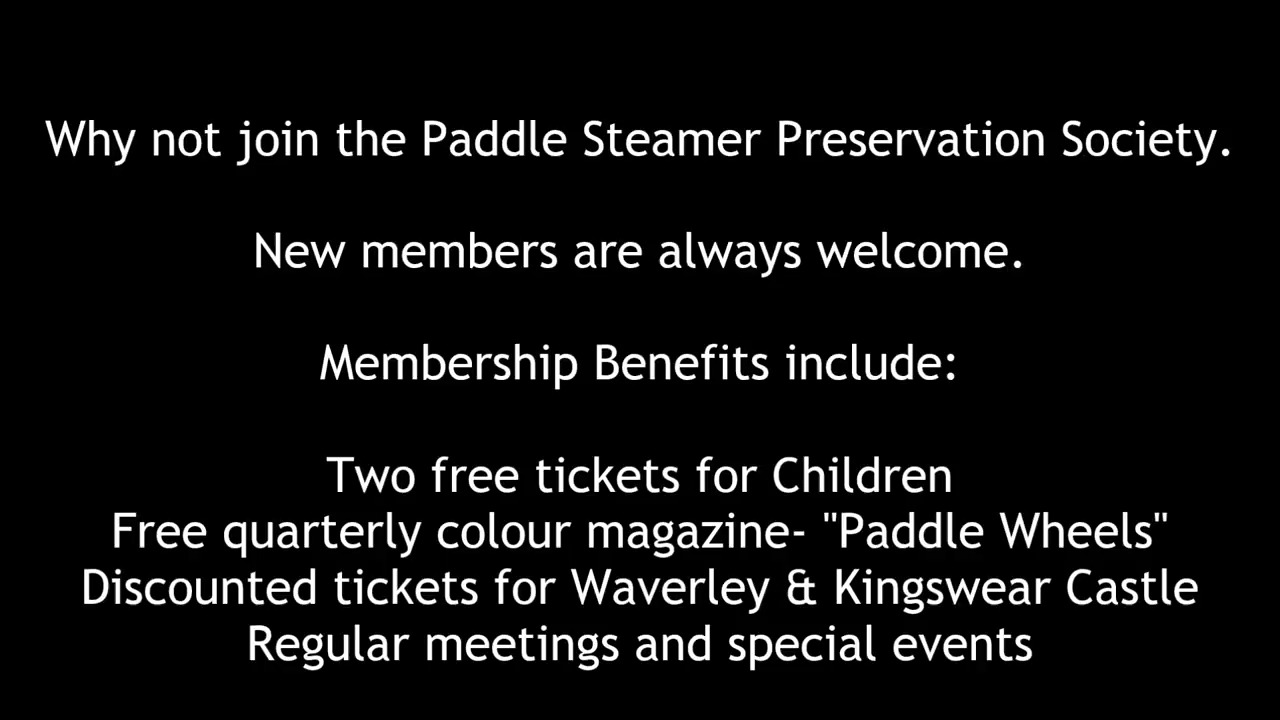 Why not join the Paddle Steamer Preservation Society.
New members are always welcome.
Membership Benefits include:
Two free tickets for Children
Free quarterly colour magazine- "Paddle Wheels"
Discounted tickets for Waverley & Kingswear Castle
Regular meetings and special events